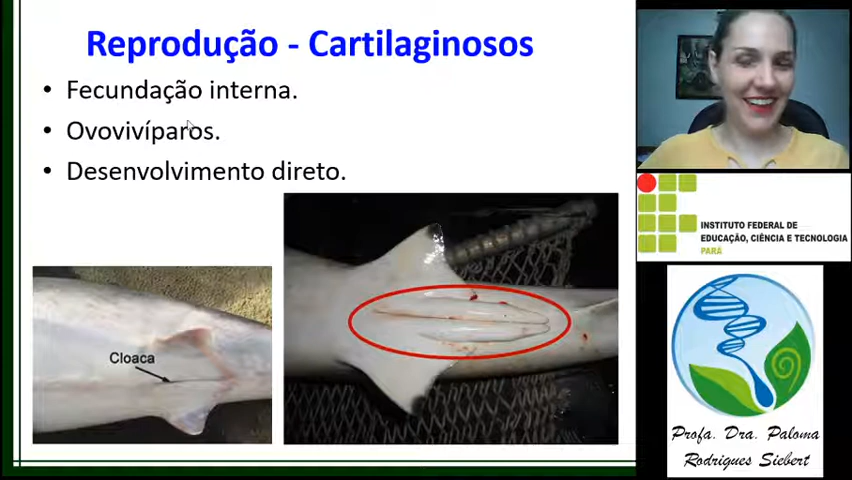 Reprodução - Cartilaginosos
• Fecundação interna.
• Ovovivíparos.
• Desenvolvimento direto.
Cloaca
INSTITUTO FEDERAL DE
EDUCAÇÃO, CIÊNCIA E TECNOLOGIA
PARÁ
Profa. Dra. Paloma
Rodrigues Siebert